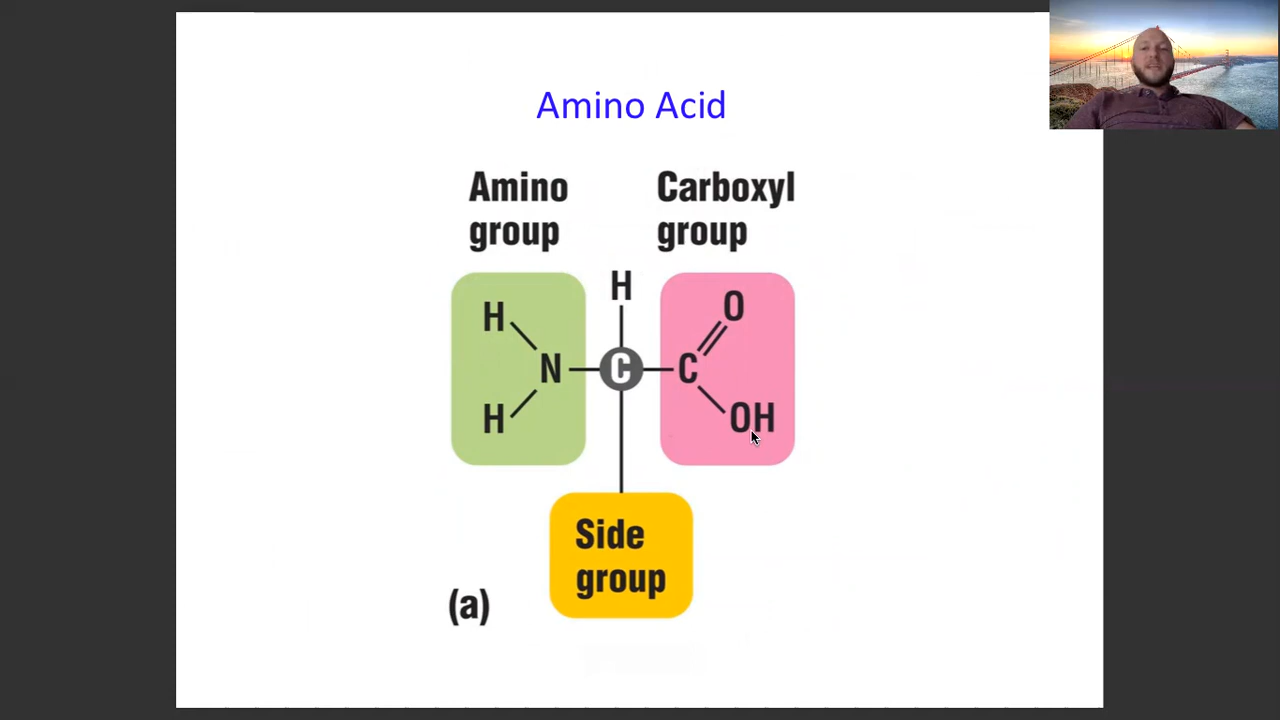 Amino Acid
Amino group
Carboxyl group
H
H
O
N
C
C
H
OH
Side group
(a)